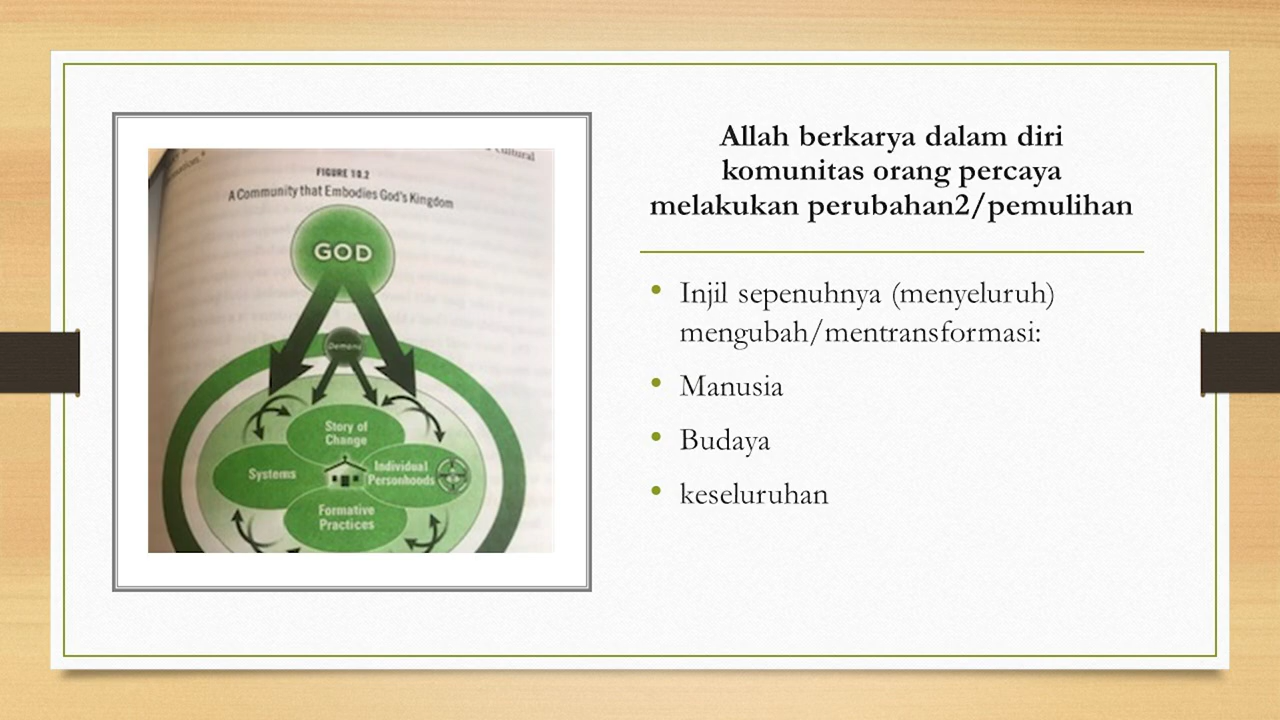 FIGURE 10.2
A Community that Embodies God's Kingdom
GOD
Demons
Story of
Change
Systems
Individual
Personhoods
Formative
Practices
Allah berkarya dalam diri
komunitas orang percaya
melakukan perubahan2/pemulihan
• Injil sepenuhnya (menyeluruh)
mengubah/mentransformasi:
• Manusia
• Budaya
• keseluruhan